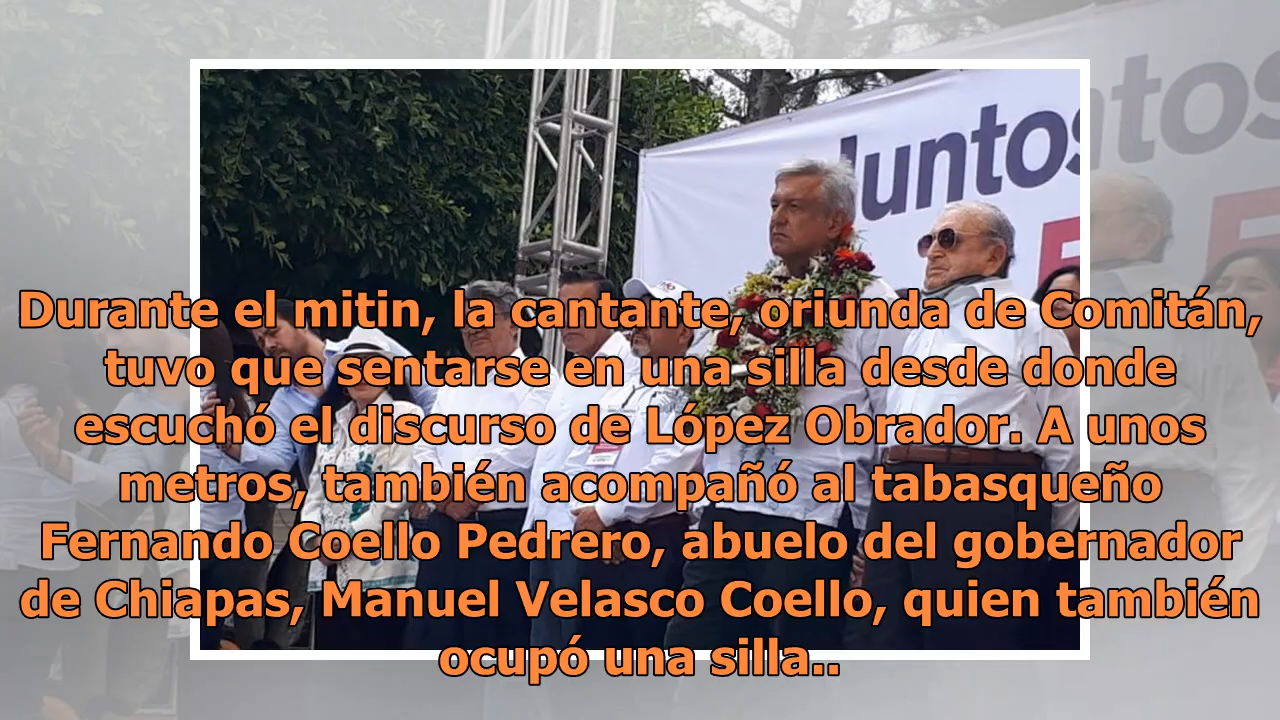 Juntos
ntos
Durante el mitin, la cantante, oriunda de Comitán,
tuvo que sentarse en una silla desde donde
escuchó el discurso de López Obrador. A unos
metros, también acompañó al tabasqueño
Fernando Coello Pedrero, abuelo del gobernador
de Chiapas, Manuel Velasco Coello, quien también
ocupó una silla..